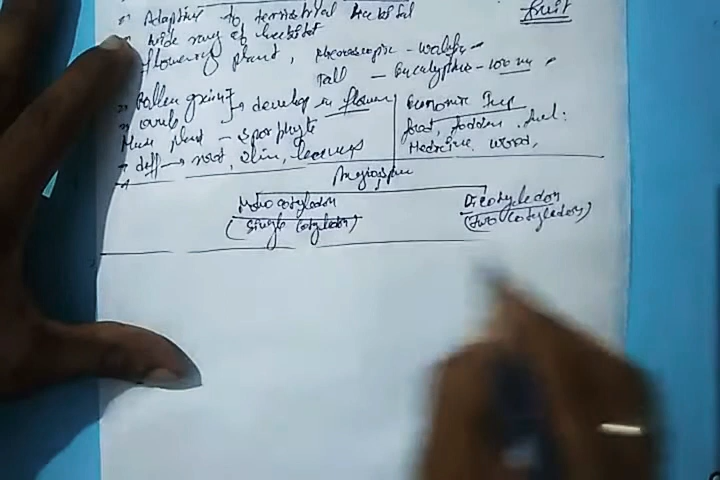 Adaptive to terrestrial habitat
fruit
wide rang of habitat
flowering plant, microscopic - wolffia
Tall - Eucalyptus - 100 m
Pollen grain
ovule } develop in flower
Main plant - sporophyte
diff → root, stem, leaves
Economic Imp
food, fodder, fuel:
Medicine, wood,
Angiosperm
Monocotyledon
(Single Cotyledon)
Dicotyledon
(two Cotyledon)